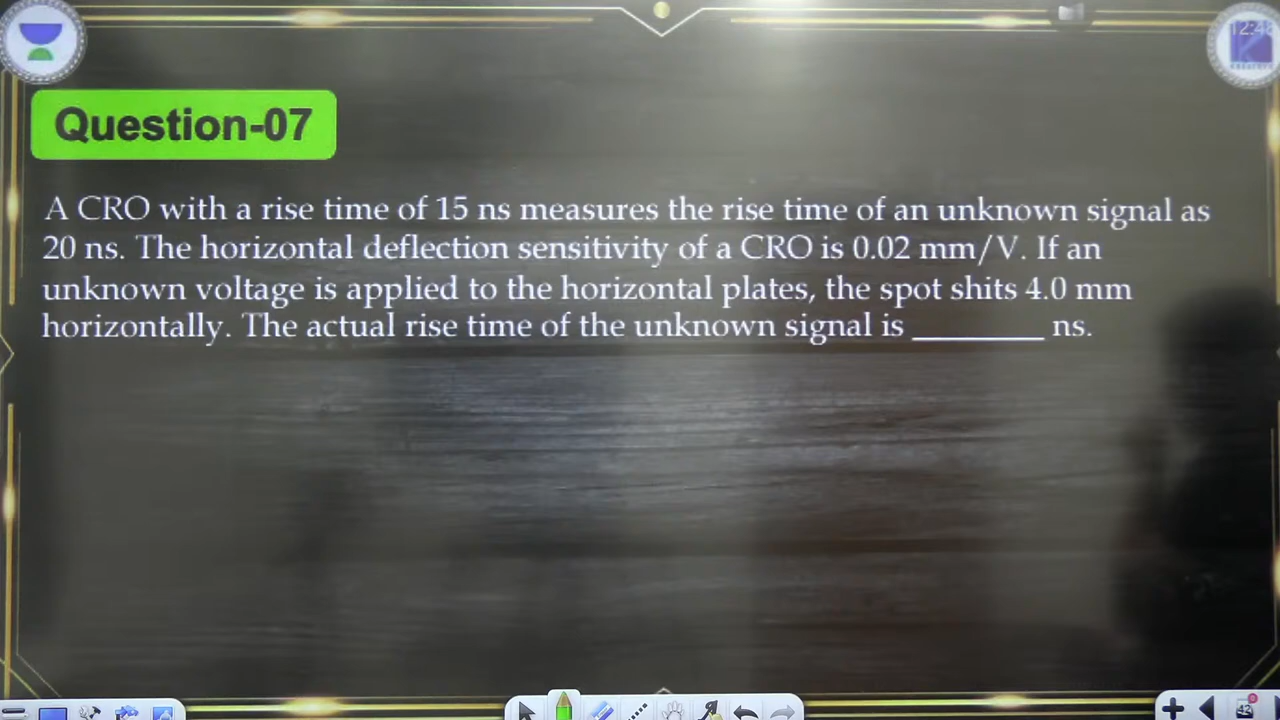 Question-07
A CRO with a rise time of 15 ns measures the rise time of an unknown signal as
20 ns. The horizontal deflection sensitivity of a CRO is 0.02 mm/V. If an
unknown voltage is applied to the horizontal plates, the spot shits 4.0 mm
horizontally. The actual rise time of the unknown signal is ________ ns.